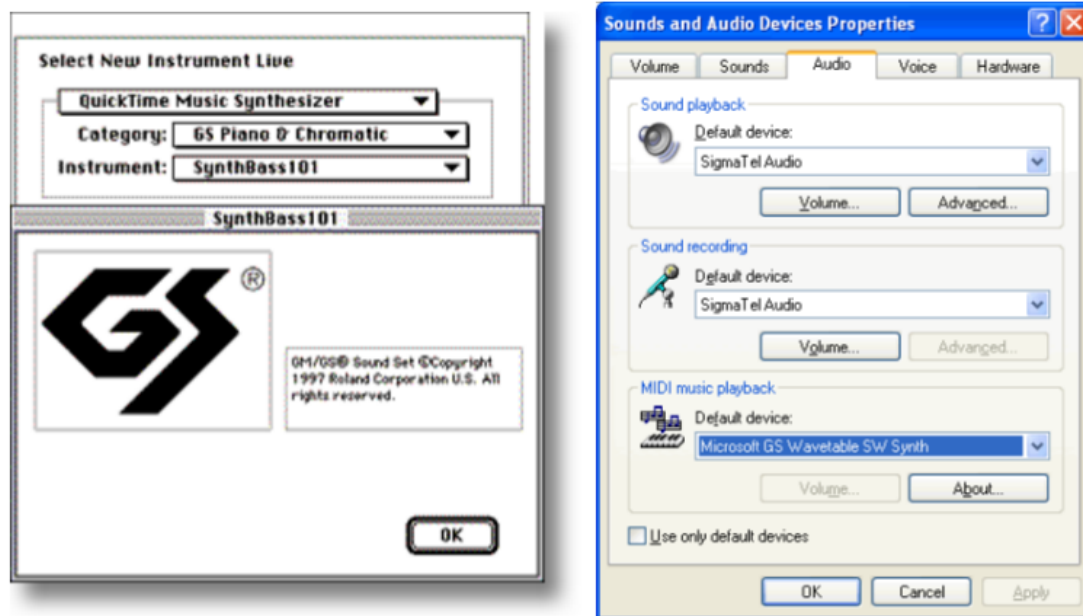 Select New Instrument Live
QuickTime Music Synthesizer
Category: GS Piano & Chromatic
Instrument: SynthBass101
SynthBass101
GS®
GM/GS® Sound Set ©Copyright
1997 Roland Corporation U.S. All
rights reserved.
OK
Sounds and Audio Devices Properties
Volume Sounds Audio Voice Hardware
Sound playback
Default device:
SigmaTel Audio
Volume... Advanced...
Sound recording
Default device:
SigmaTel Audio
Volume... Advanced...
MIDI music playback
Default device:
Microsoft GS Wavetable SW Synth
Volume... About...
Use only default devices
OK Cancel Apply